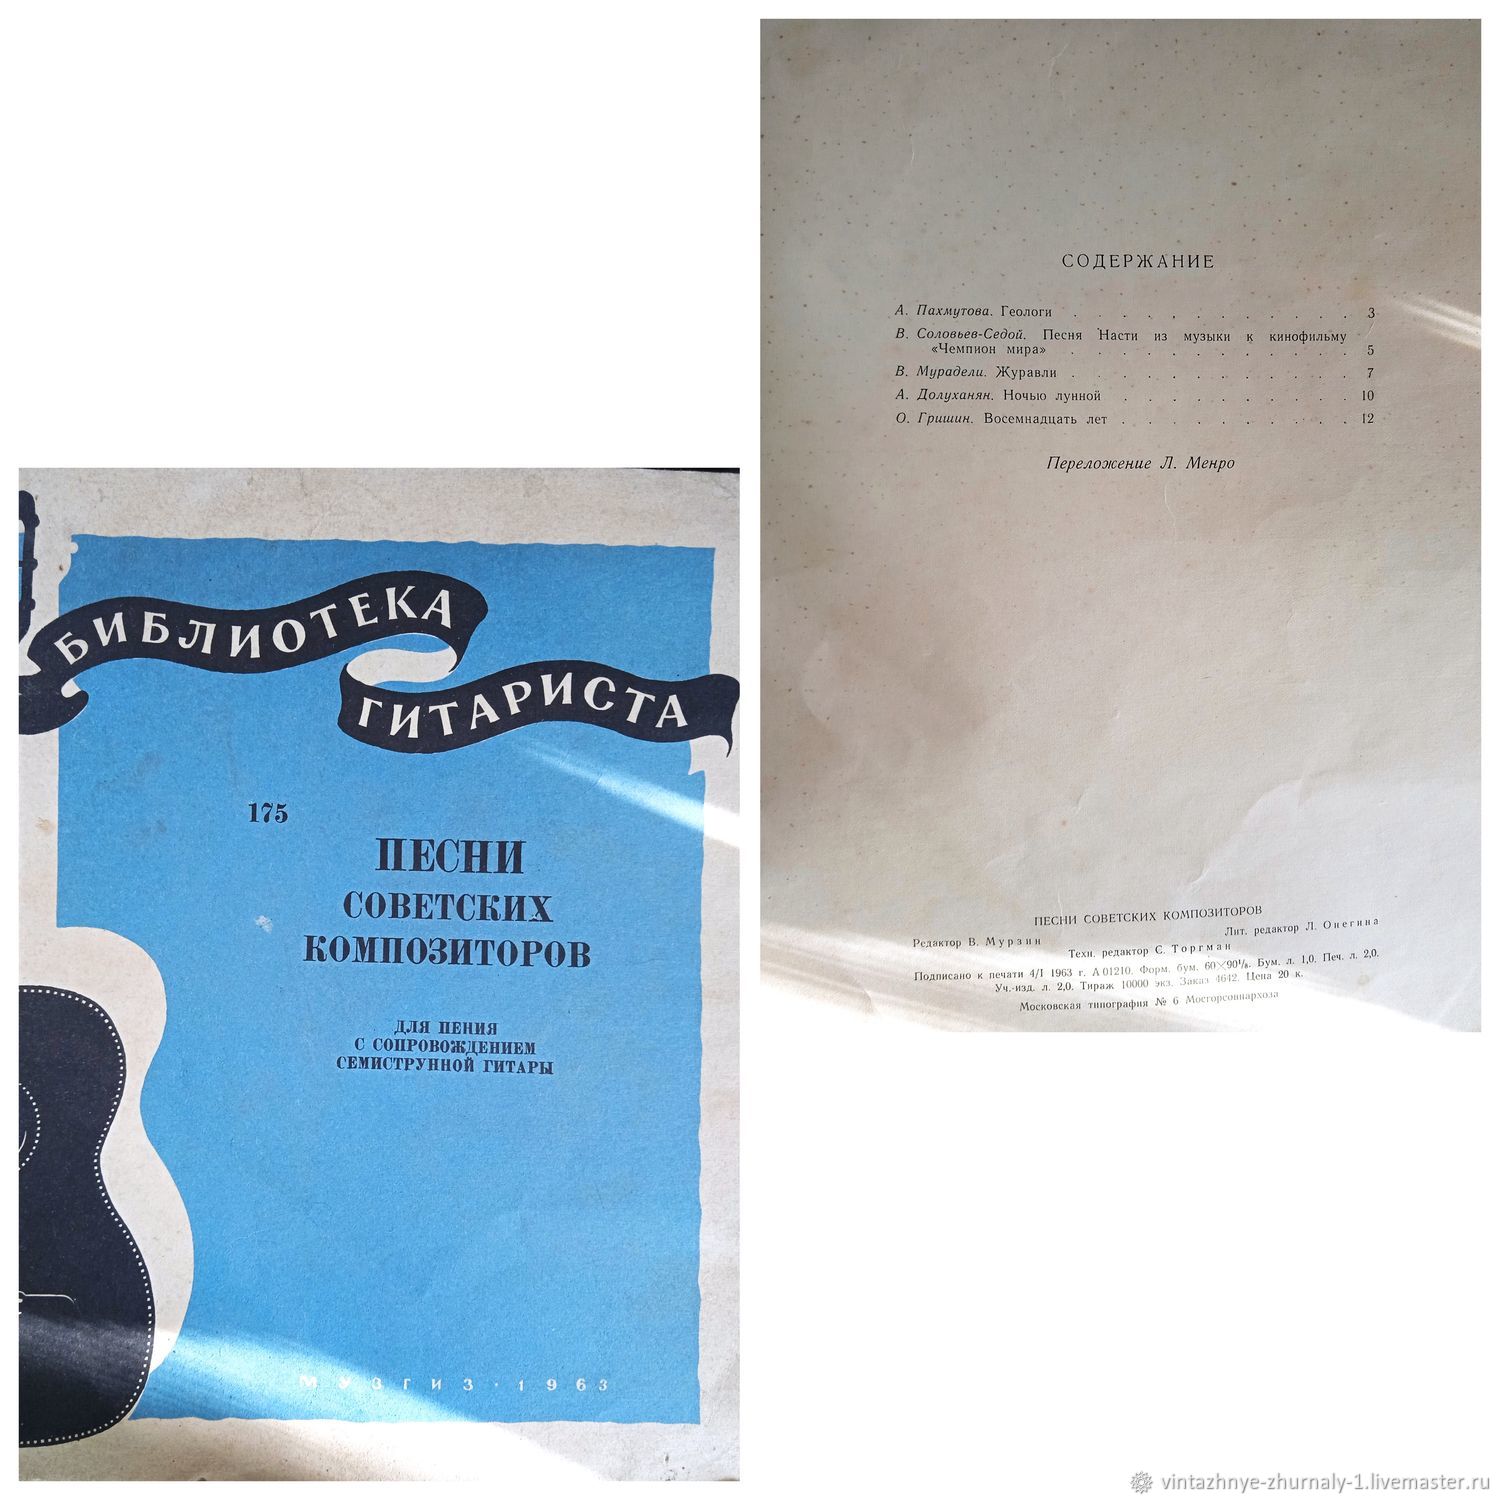 БИБЛИОТЕКА
ГИТАРИСТА
175
ПЕСНИ
СОВЕТСКИХ
КОМПОЗИТОРОВ
ДЛЯ ПЕНИЯ
С СОПРОВОЖДЕНИЕМ
СЕМИСТРУННОЙ ГИТАРЫ
МУЗГИЗ · 1963
СОДЕРЖАНИЕ
А. Пахмутова. Геологи . . . . . . . . . . . . 3
В. Соловьев-Седой. Песня Насти из музыки к кинофильму
«Чемпион мира» . . . . . . . . . . . . 5
В. Мурадели. Журавли . . . . . . . . . . . . 7
А. Долуханян. Ночью лунной . . . . . . . . . . 10
О. Гришин. Восемнадцать лет . . . . . . . . . . 12
Переложение Л. Менро
ПЕСНИ СОВЕТСКИХ КОМПОЗИТОРОВ
Редактор В. Мурзин Лит. редактор Л. Онегина
Техн. редактор С. Торгман
Подписано к печати 4/I 1963 г. А 01210. Форм. бум. 60×90¹/₈. Бум. л. 1,0. Печ. л. 2,0.
Уч.-изд. л. 2,0. Тираж 10000 экз. Заказ 4642. Цена 20 к.
Московская типография № 6 Мосгорсовнархоза
vintazhnye-zhurnaly-1.livemaster.ru